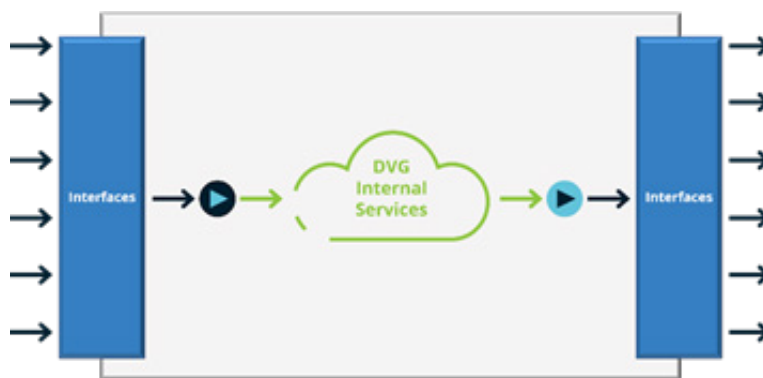 Interfaces
DVG
Internal
Services
Interfaces